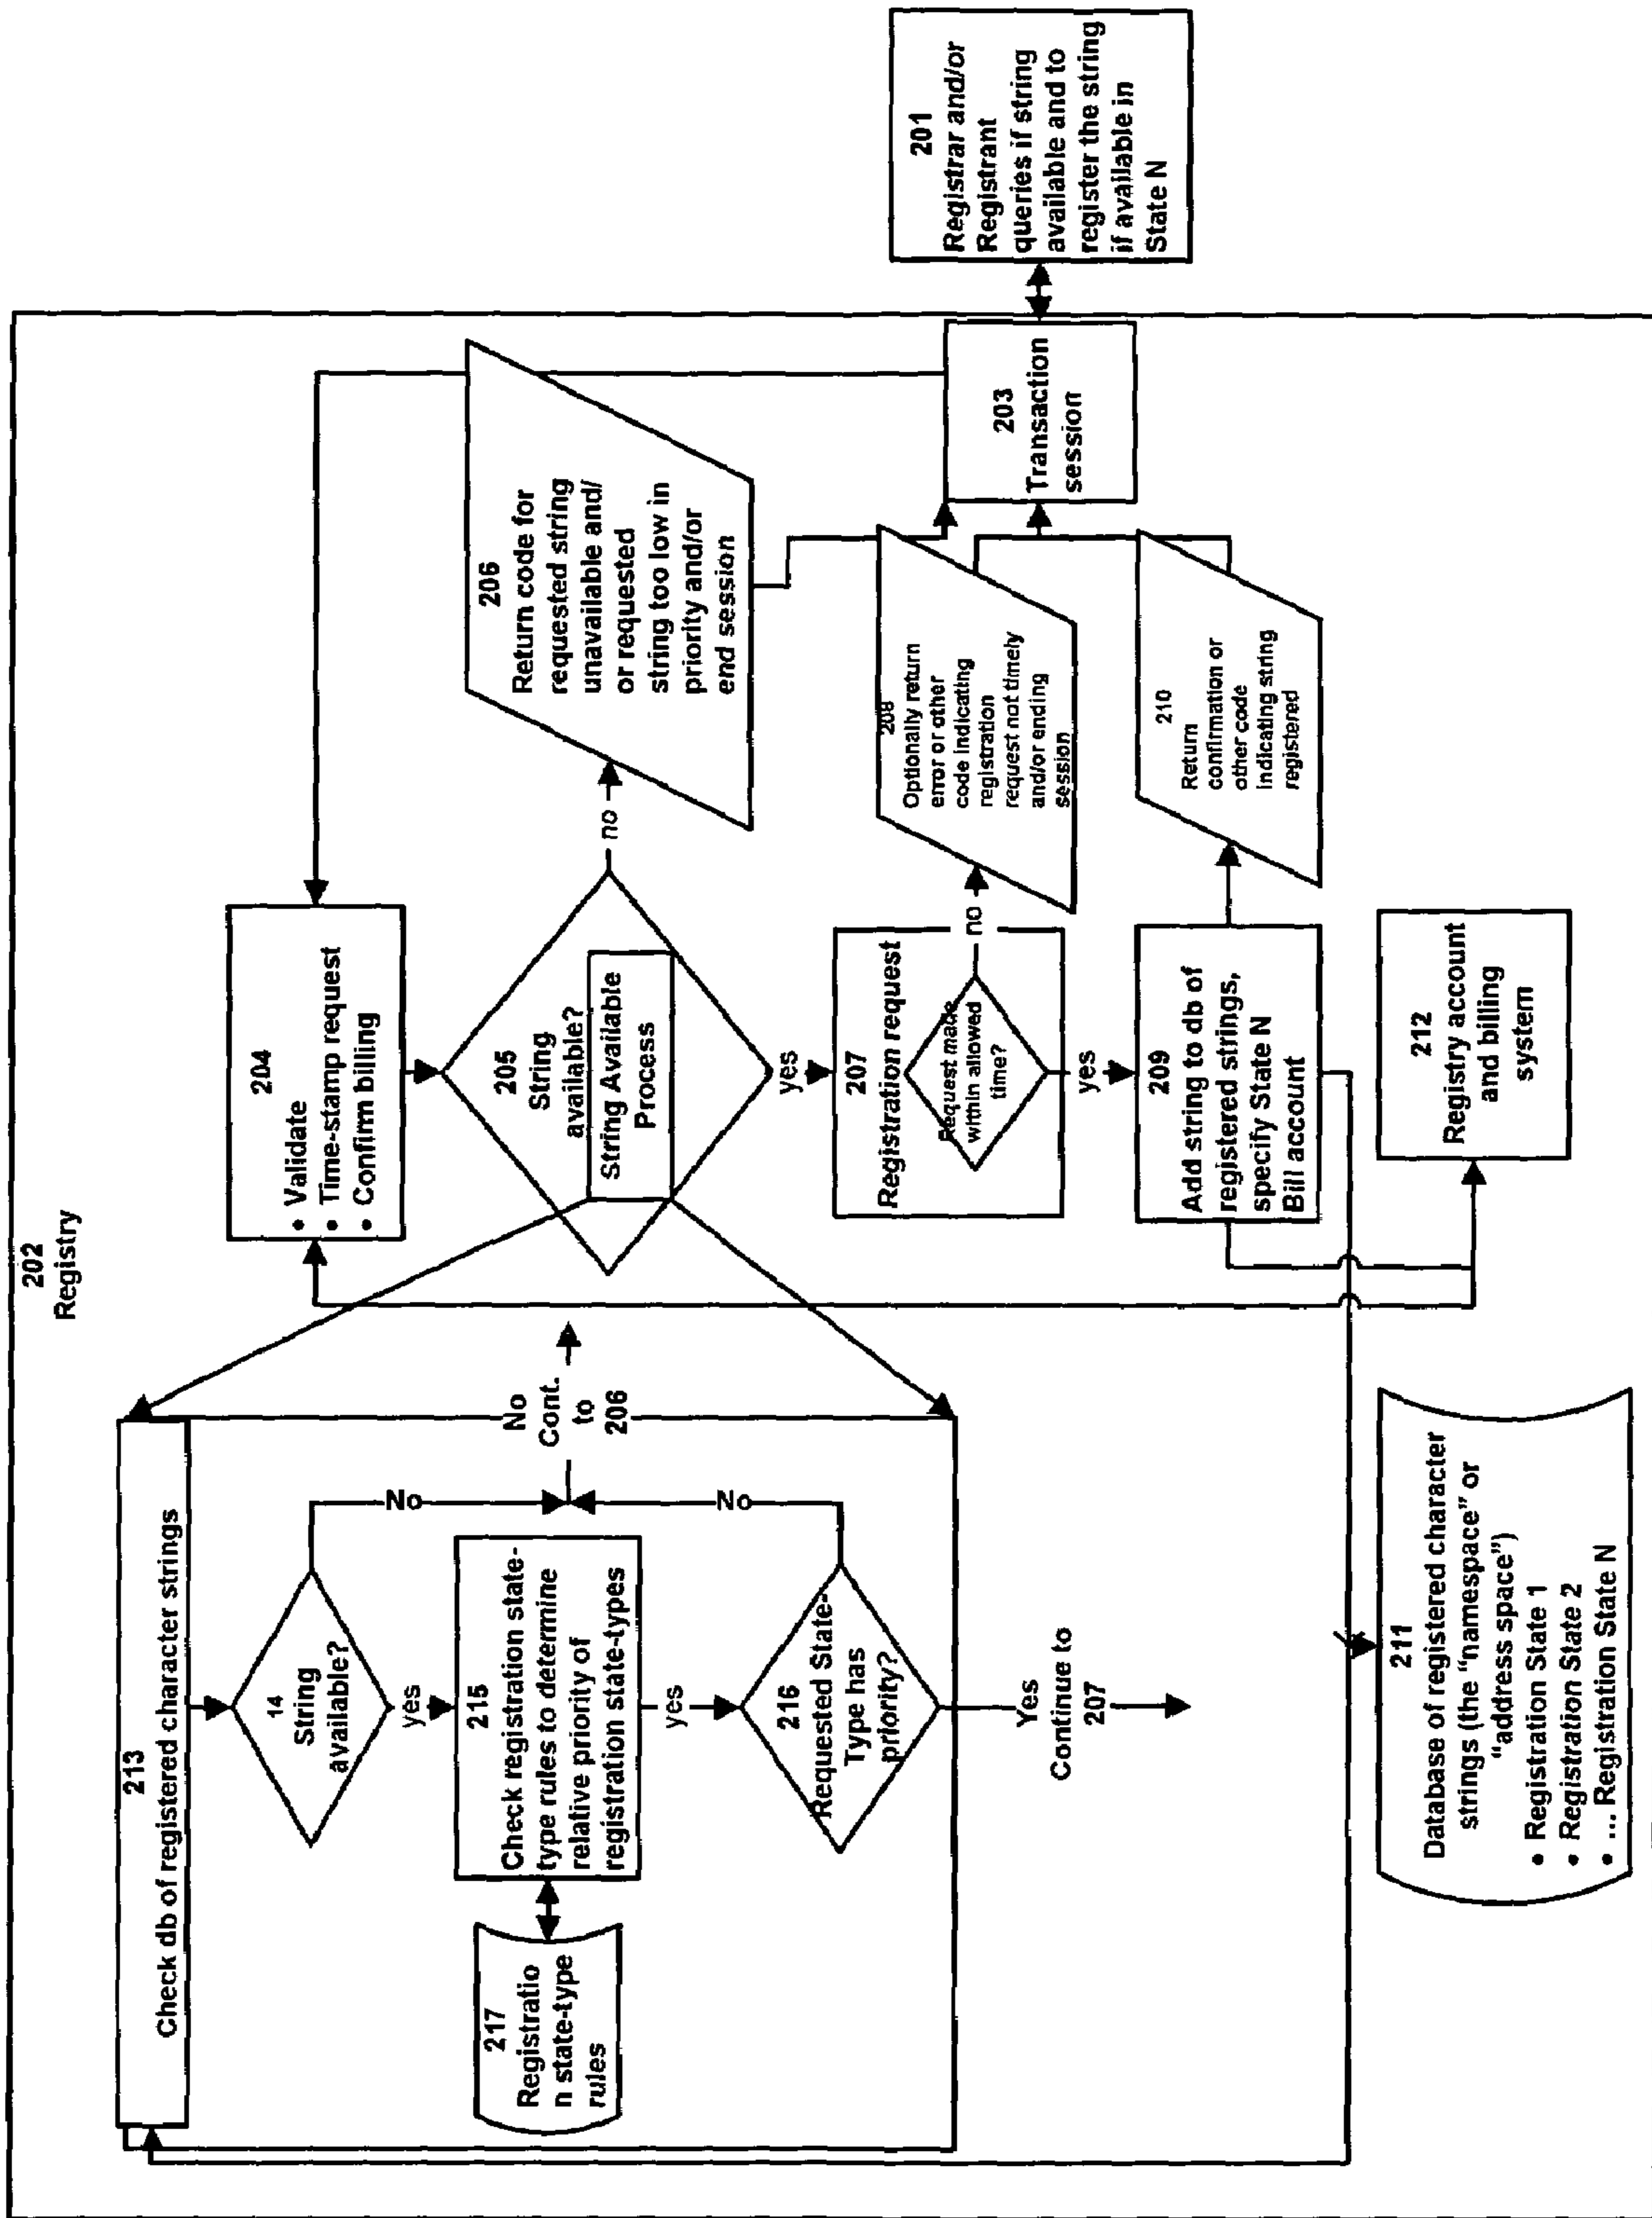 202
Registry
213
Check db of registered character strings
14
String
available?
No
yes
215
Check registration state-
type rules to determine
relative priority of
registration state-types
217
Registratio
n state-type
rules
yes
216
Requested State-
Type has
priority?
No
No
Cont.
to
206
Yes
Continue to
207
204
• Validate
• Time-stamp request
• Confirm billing
205
String
available?
String Available
Process
no
206
Return code for
requested string
unavailable and/
or requested
string too low in
priority and/or
end session
yes
207
Registration request
Request made
within allowed
time?
no
208
Optionally return
error or other
code indicating
registration
request not timely
and/or ending
session
yes
209
Add string to db of
registered strings,
specify State N
Bill account
210
Return
confirmation or
other code
indicating string
registered
203
Transaction
session
201
Registrar and/or
Registrant
queries if string
available and to
register the string
if available in
State N
211
Database of registered character
strings (the "namespace" or
"address space")
• Registration State 1
• Registration State 2
• ... Registration State N
212
Registry account
and billing
system